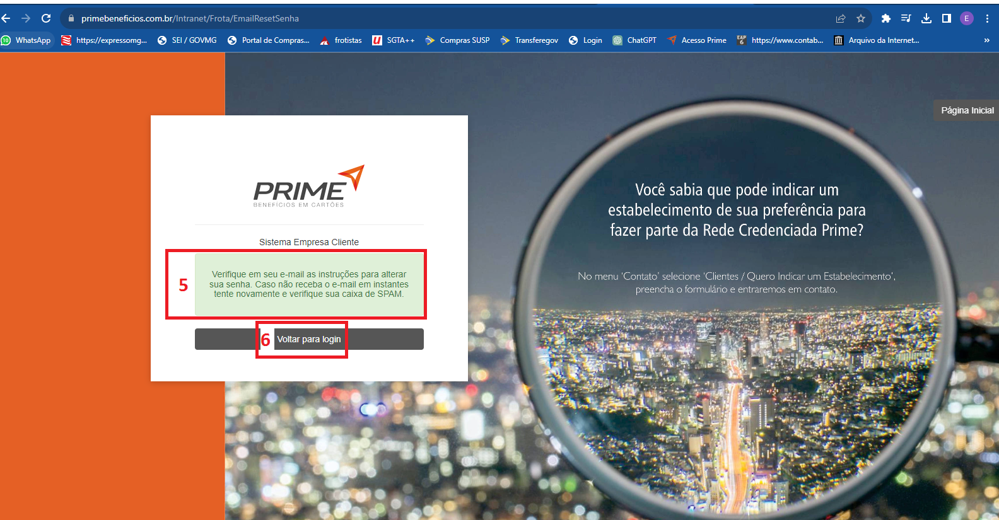 primebeneficios.com.br/Intranet/Frota/EmailResetSenha
E
WhatsApp https://expressomg... SEI / GOVMG Portal de Compras... frotistas SGTA++ Compras SUSP Transferegov Login ChatGPT Acesso Prime https://www.contab... Arquivo da Internet... »
Página Inicial
PRIME
BENEFÍCIOS EM CARTÕES
Sistema Empresa Cliente
5
Verifique em seu e-mail as instruções para alterar
sua senha. Caso não receba o e-mail em instantes
tente novamente e verifique sua caixa de SPAM.
6 Voltar para login
Você sabia que pode indicar um
estabelecimento de sua preferência para
fazer parte da Rede Credenciada Prime?
No menu ‘Contato’ selecione ‘Clientes / Quero Indicar um Estabelecimento’,
preencha o formulário e entraremos em contato.